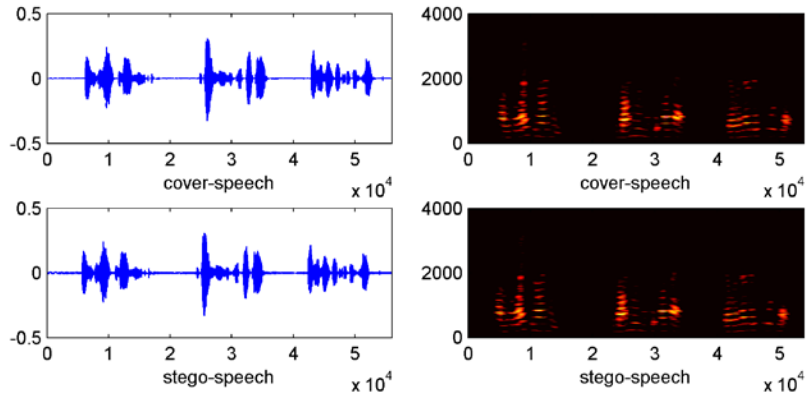 0.5
0
-0.5
0 1 2 3 4 5
x 10^4
cover-speech
4000
2000
0
1 2 3 4 5
x 10^4
cover-speech
0.5
0
-0.5
0 1 2 3 4 5
x 10^4
stego-speech
4000
2000
0
0 1 2 3 4 5
x 10^4
stego-speech